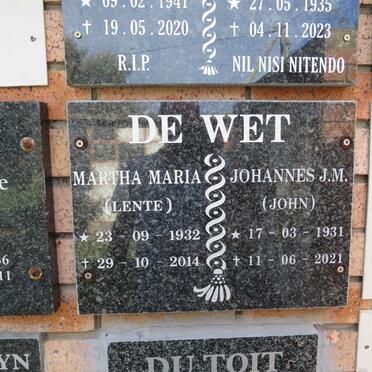 ★ 09.02.1941 ★ 27.05.1935
✝ 19.05.2020 ✝ 04.11.2023
R.I.P. NIL NISI NITENDO
DE WET
MARTHA MARIA JOHANNES J.M.
(LENTE) (JOHN)
★ 23 - 09 - 1932 ★ 17 - 03 - 1931
✝ 29 - 10 - 2014 ✝ 11 - 06 - 2021
DU TOIT